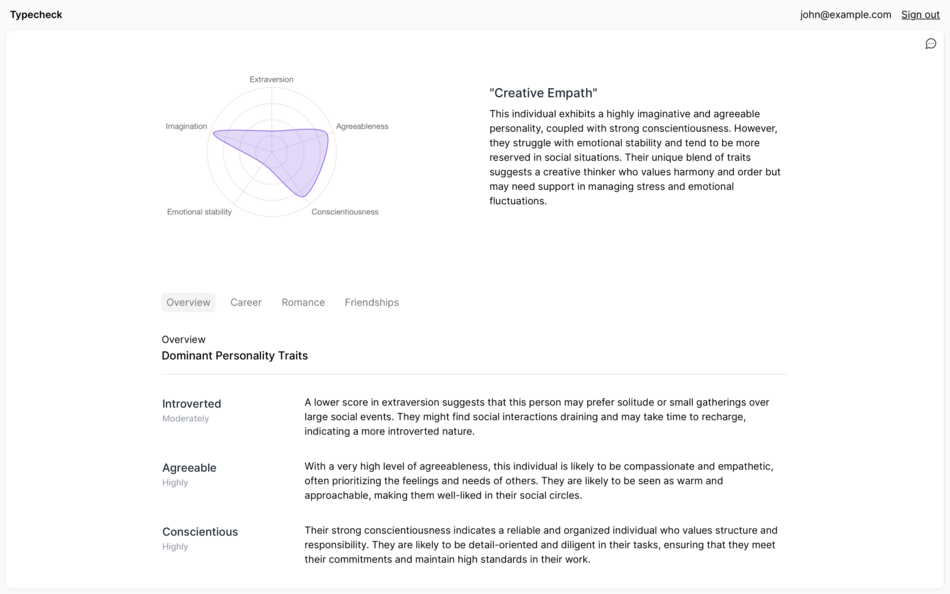 Typecheck
john@example.com Sign out
Extraversion
Imagination
Agreeableness
Emotional stability
Conscientiousness
"Creative Empath"
This individual exhibits a highly imaginative and agreeable
personality, coupled with strong conscientiousness. However,
they struggle with emotional stability and tend to be more
reserved in social situations. Their unique blend of traits
suggests a creative thinker who values harmony and order but
may need support in managing stress and emotional
fluctuations.
Overview Career Romance Friendships
Overview
Dominant Personality Traits
Introverted
Moderately
A lower score in extraversion suggests that this person may prefer solitude or small gatherings over
large social events. They might find social interactions draining and may take time to recharge,
indicating a more introverted nature.
Agreeable
Highly
With a very high level of agreeableness, this individual is likely to be compassionate and empathetic,
often prioritizing the feelings and needs of others. They are likely to be seen as warm and
approachable, making them well-liked in their social circles.
Conscientious
Highly
Their strong conscientiousness indicates a reliable and organized individual who values structure and
responsibility. They are likely to be detail-oriented and diligent in their tasks, ensuring that they meet
their commitments and maintain high standards in their work.